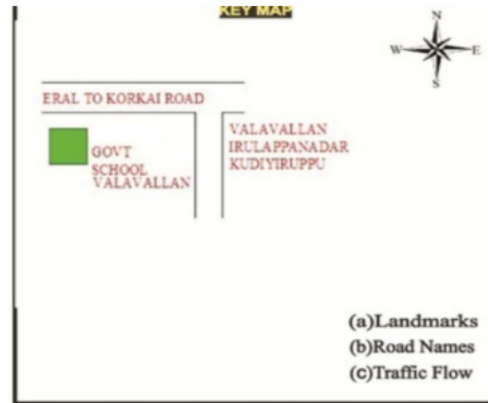 KEY MAP
N
W E
S
ERAL TO KORKAI ROAD
GOVT
SCHOOL
VALAVALLAN
VALAVALLAN
IRULAPPANADAR
KUDIYIRUPPU
(a)Landmarks
(b)Road Names
(c)Traffic Flow